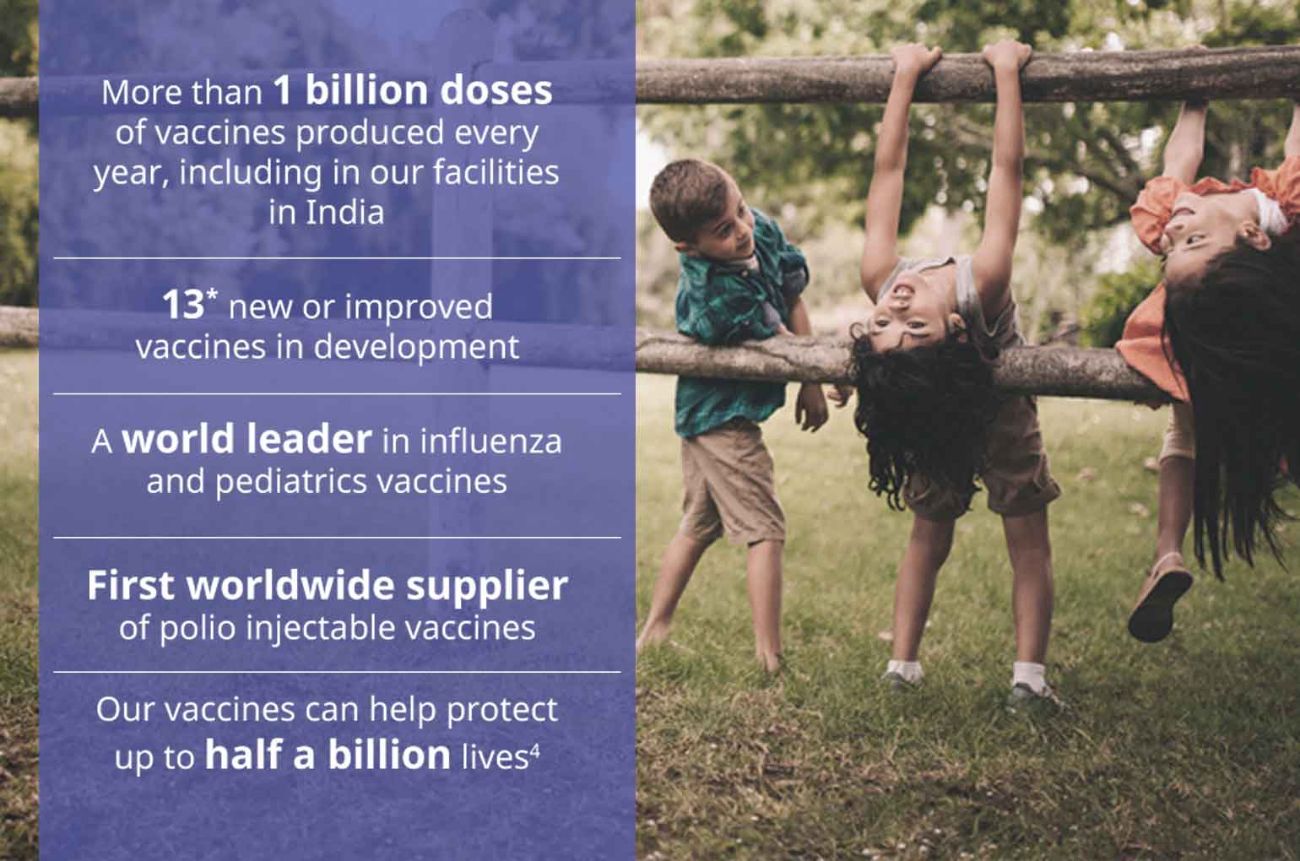 More than 1 billion doses
of vaccines produced every
year, including in our facilities
in India
13* new or improved
vaccines in development
A world leader in influenza
and pediatrics vaccines
First worldwide supplier
of polio injectable vaccines
Our vaccines can help protect
up to half a billion lives⁴